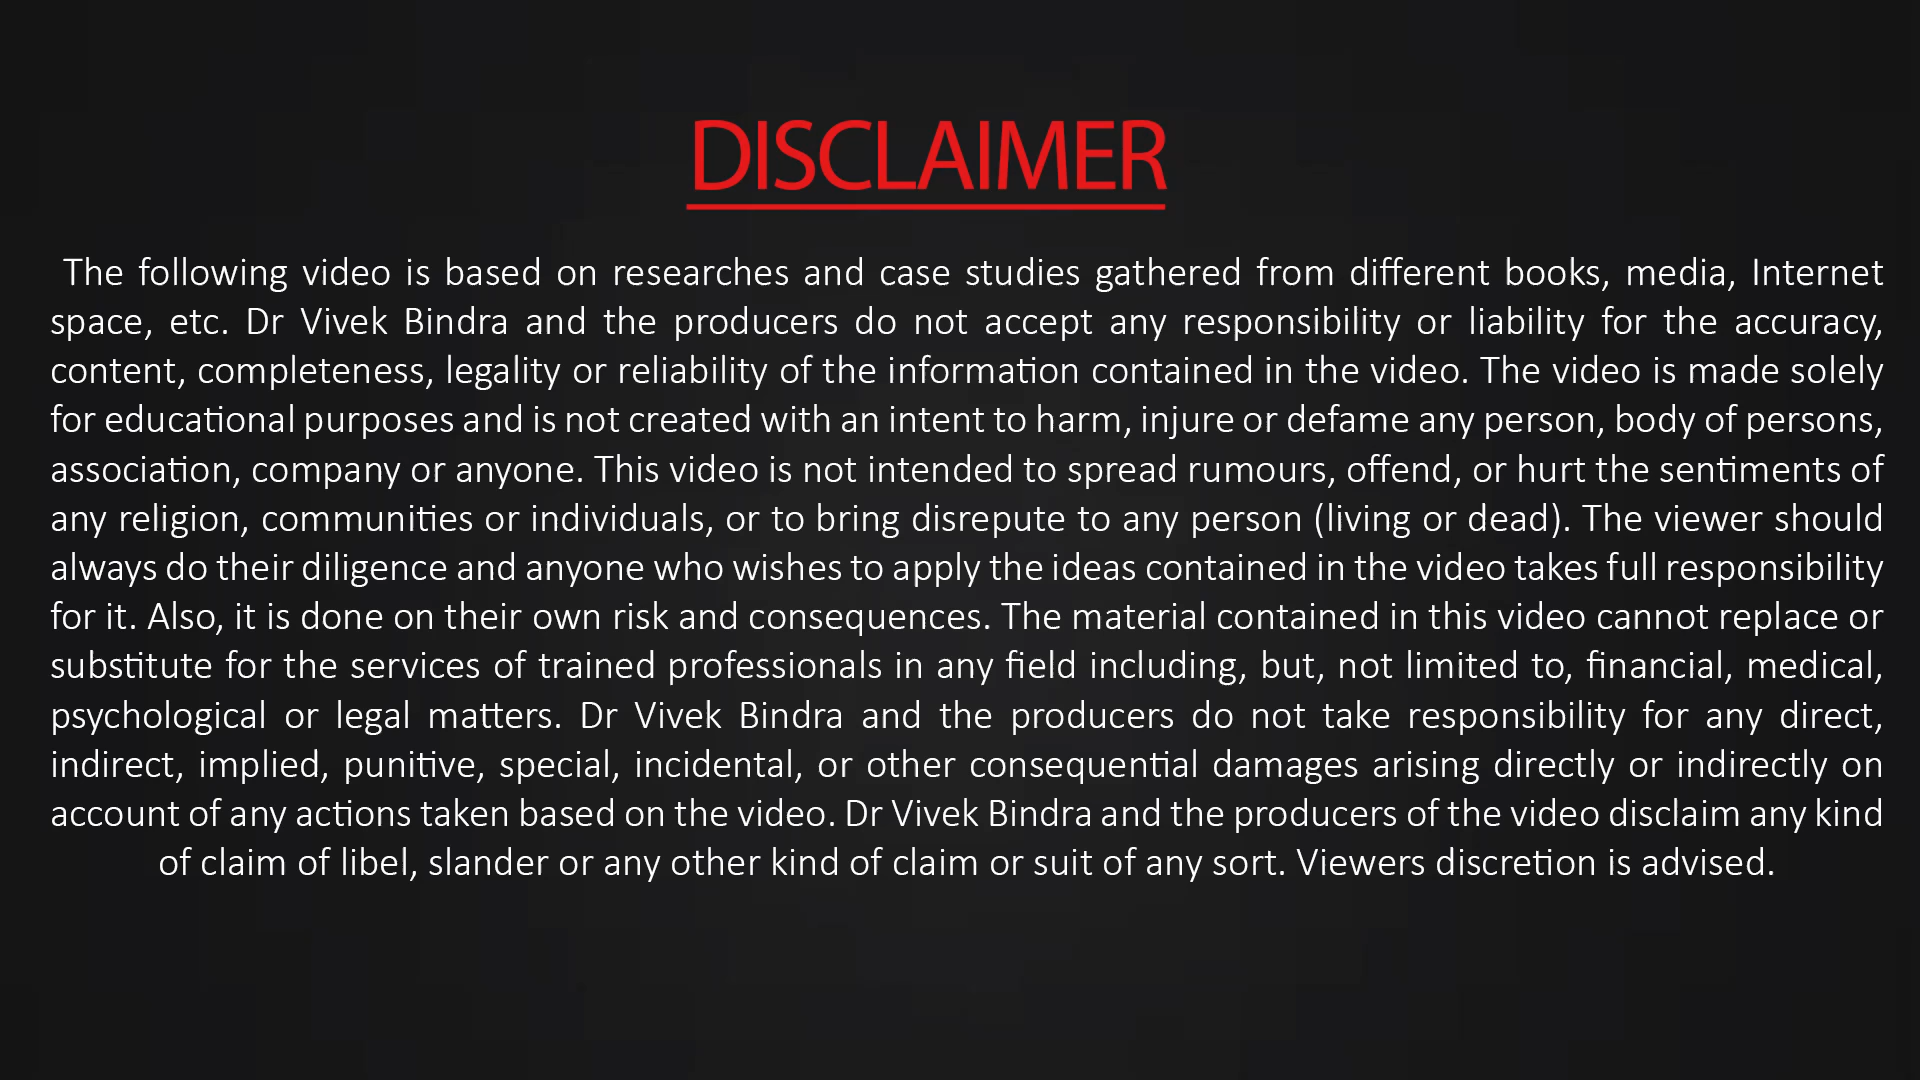 DISCLAIMER
The following video is based on researches and case studies gathered from different books, media, Internet
space, etc. Dr Vivek Bindra and the producers do not accept any responsibility or liability for the accuracy,
content, completeness, legality or reliability of the information contained in the video. The video is made solely
for educational purposes and is not created with an intent to harm, injure or defame any person, body of persons,
association, company or anyone. This video is not intended to spread rumours, offend, or hurt the sentiments of
any religion, communities or individuals, or to bring disrepute to any person (living or dead). The viewer should
always do their diligence and anyone who wishes to apply the ideas contained in the video takes full responsibility
for it. Also, it is done on their own risk and consequences. The material contained in this video cannot replace or
substitute for the services of trained professionals in any field including, but, not limited to, financial, medical,
psychological or legal matters. Dr Vivek Bindra and the producers do not take responsibility for any direct,
indirect, implied, punitive, special, incidental, or other consequential damages arising directly or indirectly on
account of any actions taken based on the video. Dr Vivek Bindra and the producers of the video disclaim any kind
of claim of libel, slander or any other kind of claim or suit of any sort. Viewers discretion is advised.